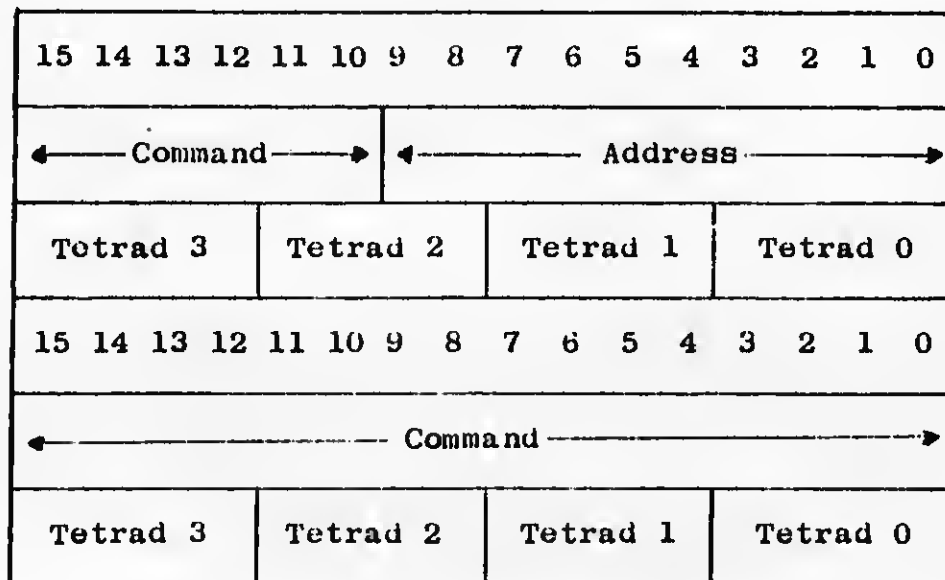 15 14 13 12 11 10 9 8 7 6 5 4 3 2 1 0
Command Address
Tetrad 3 Tetrad 2 Tetrad 1 Tetrad 0
15 14 13 12 11 10 9 8 7 6 5 4 3 2 1 0
Command
Tetrad 3 Tetrad 2 Tetrad 1 Tetrad 0